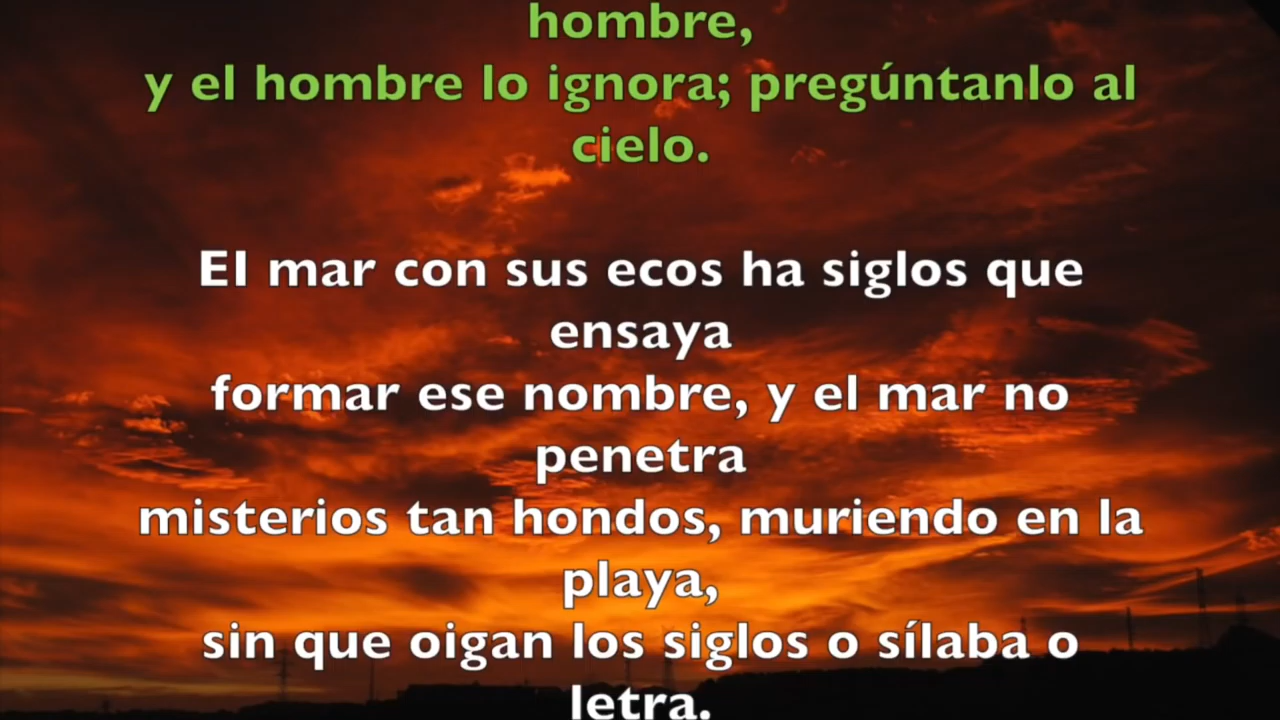 hombre,
y el hombre lo ignora; pregúntanlo al
cielo.
El mar con sus ecos ha siglos que
ensaya
formar ese nombre, y el mar no
penetra
misterios tan hondos, muriendo en la
playa,
sin que oigan los siglos o sílaba o
letra.